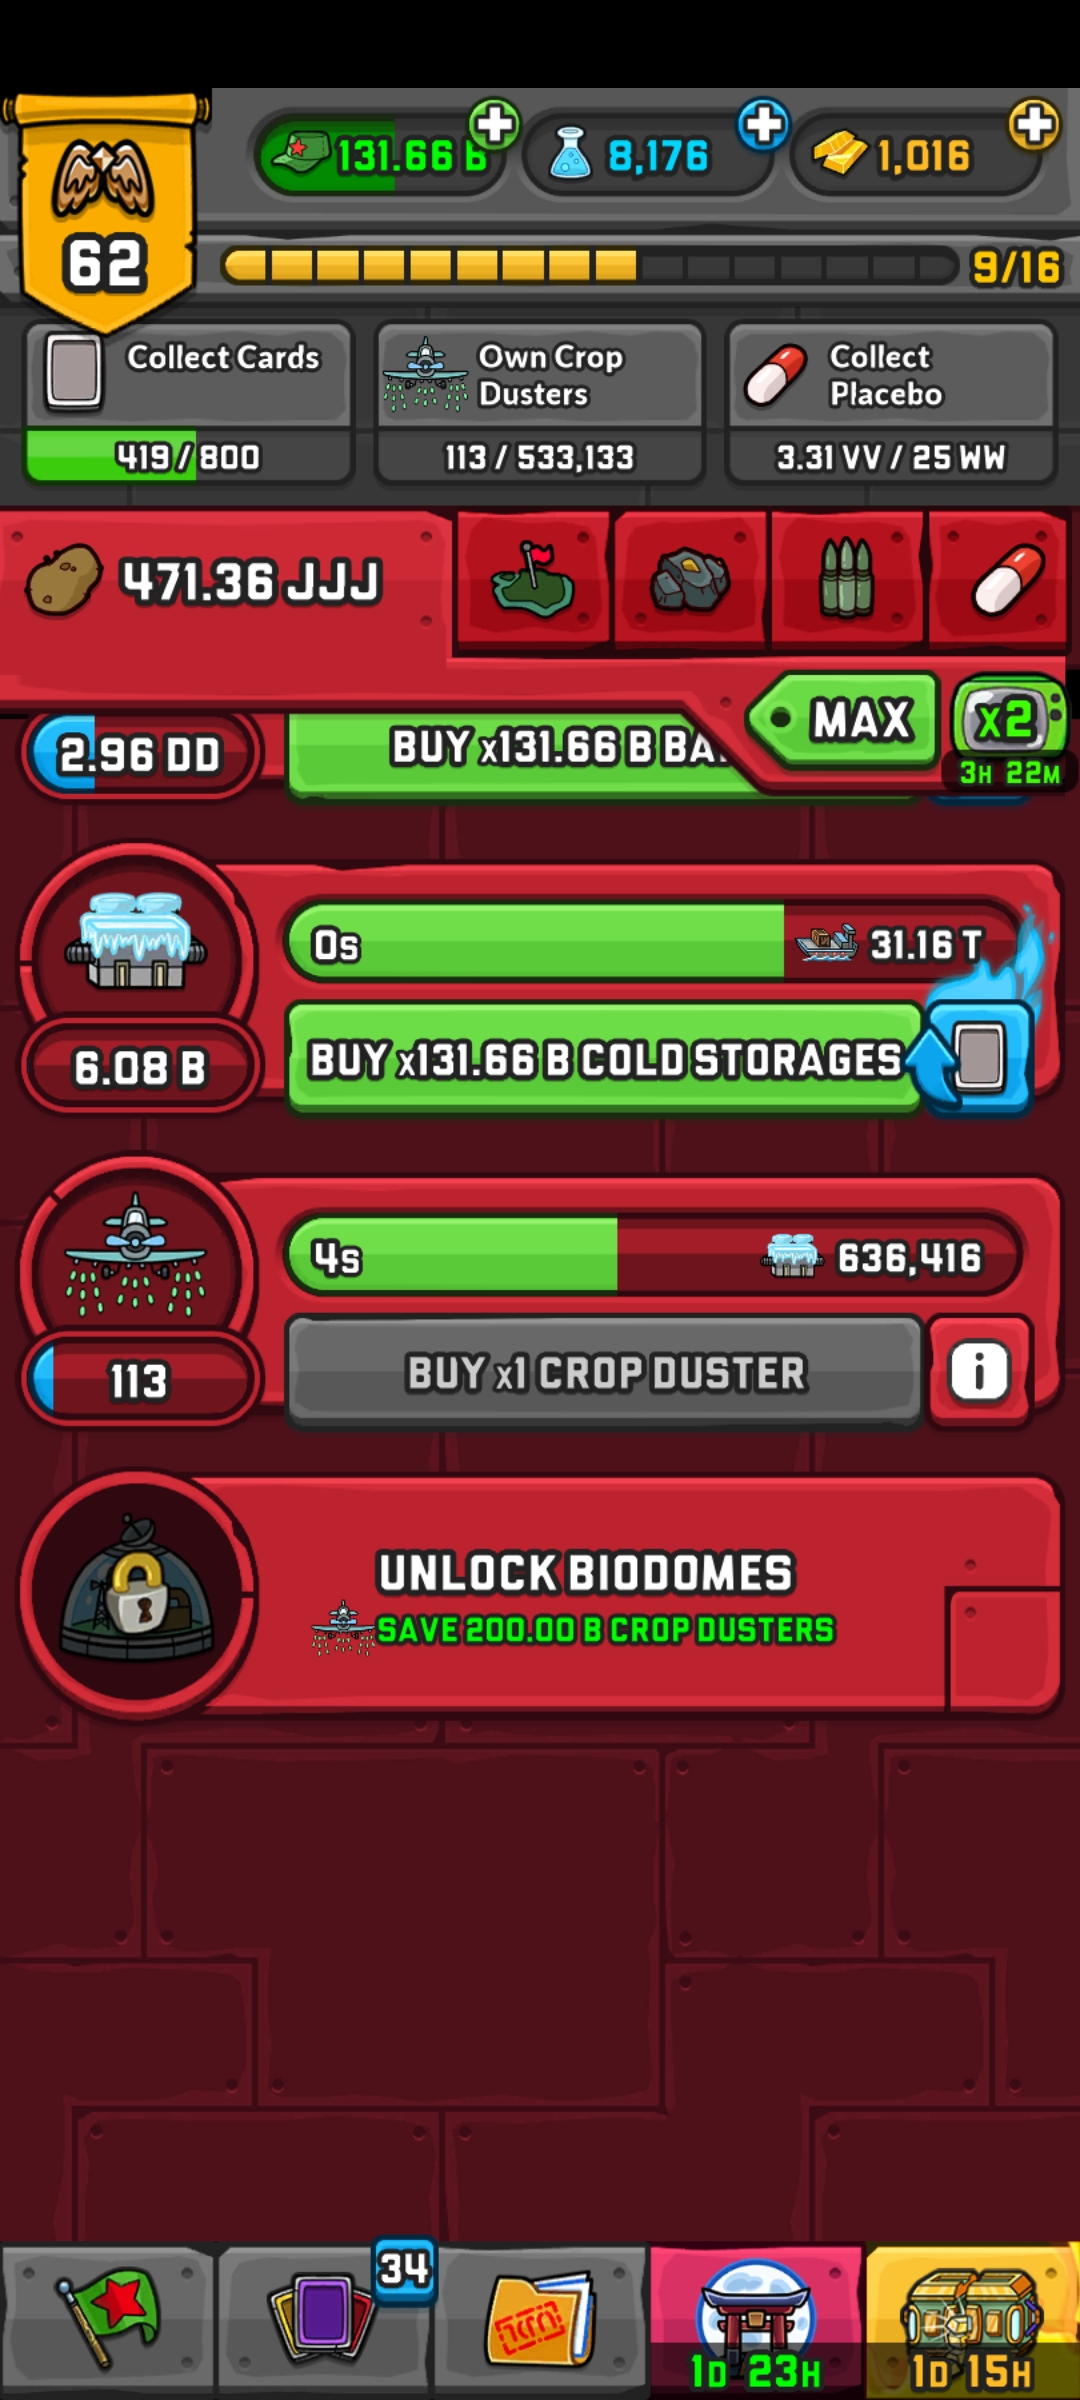 131.66 B
8,176
1,016
62
9/16
Collect Cards
419 / 800
Own Crop
Dusters
113 / 533,133
Collect
Placebo
3.31 VV / 25 WW
471.36 JJJ
MAX
x2
3H 22M
2.96 DD
BUY x131.66 B BA
0s
31.16 T
6.08 B
BUY x131.66 B COLD STORAGES
4s
636,416
113
BUY x1 CROP DUSTER
i
UNLOCK BIODOMES
SAVE 200.00 B CROP DUSTERS
34
1D 23H
1D 15H